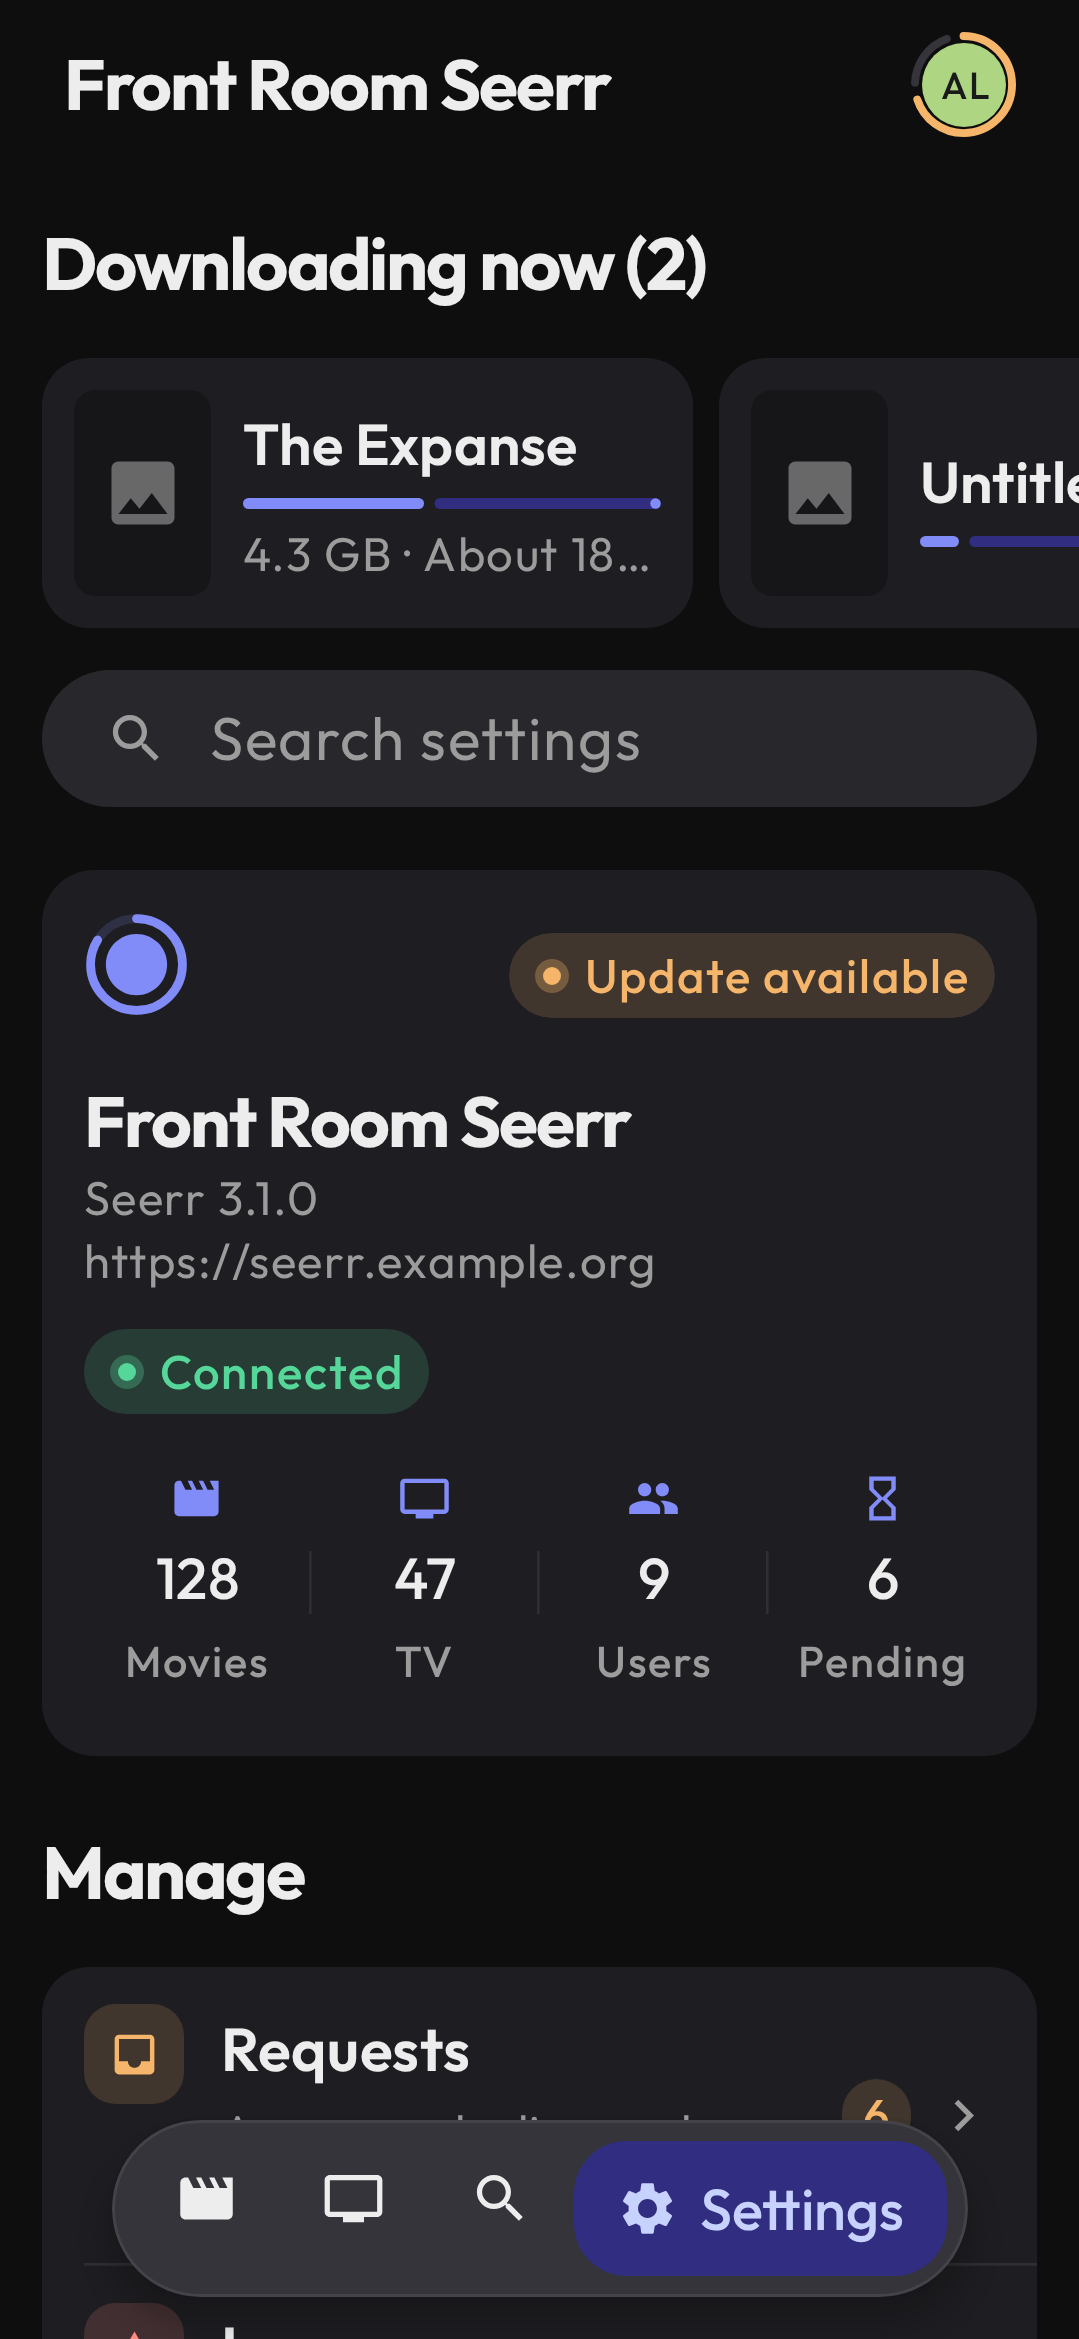 Front Room Seerr
AL
Downloading now (2)
The Expanse
4.3 GB · About 18...
Search settings
Update available
Front Room Seerr
Seerr 3.1.0
https://seerr.example.org
Connected
128
47
9
6
Movies
TV
Users
Pending
Manage
Requests
6
Settings